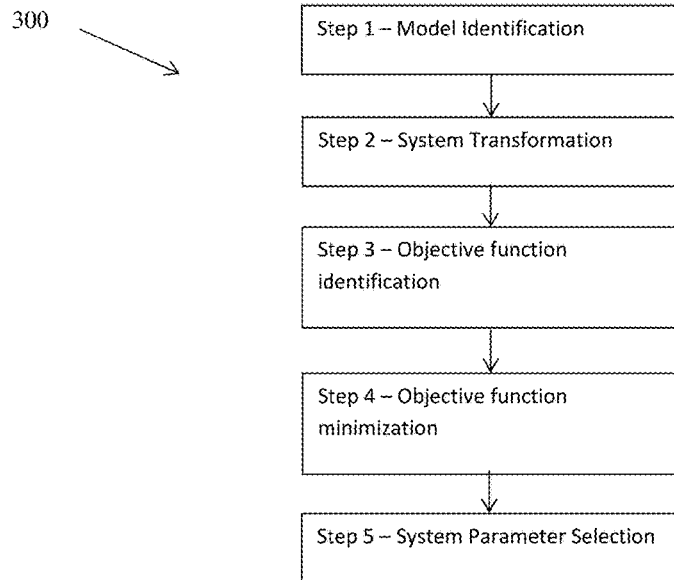 300
Step 1 – Model Identification
Step 2 – System Transformation
Step 3 – Objective function
identification
Step 4 – Objective function
minimization
Step 5 – System Parameter Selection